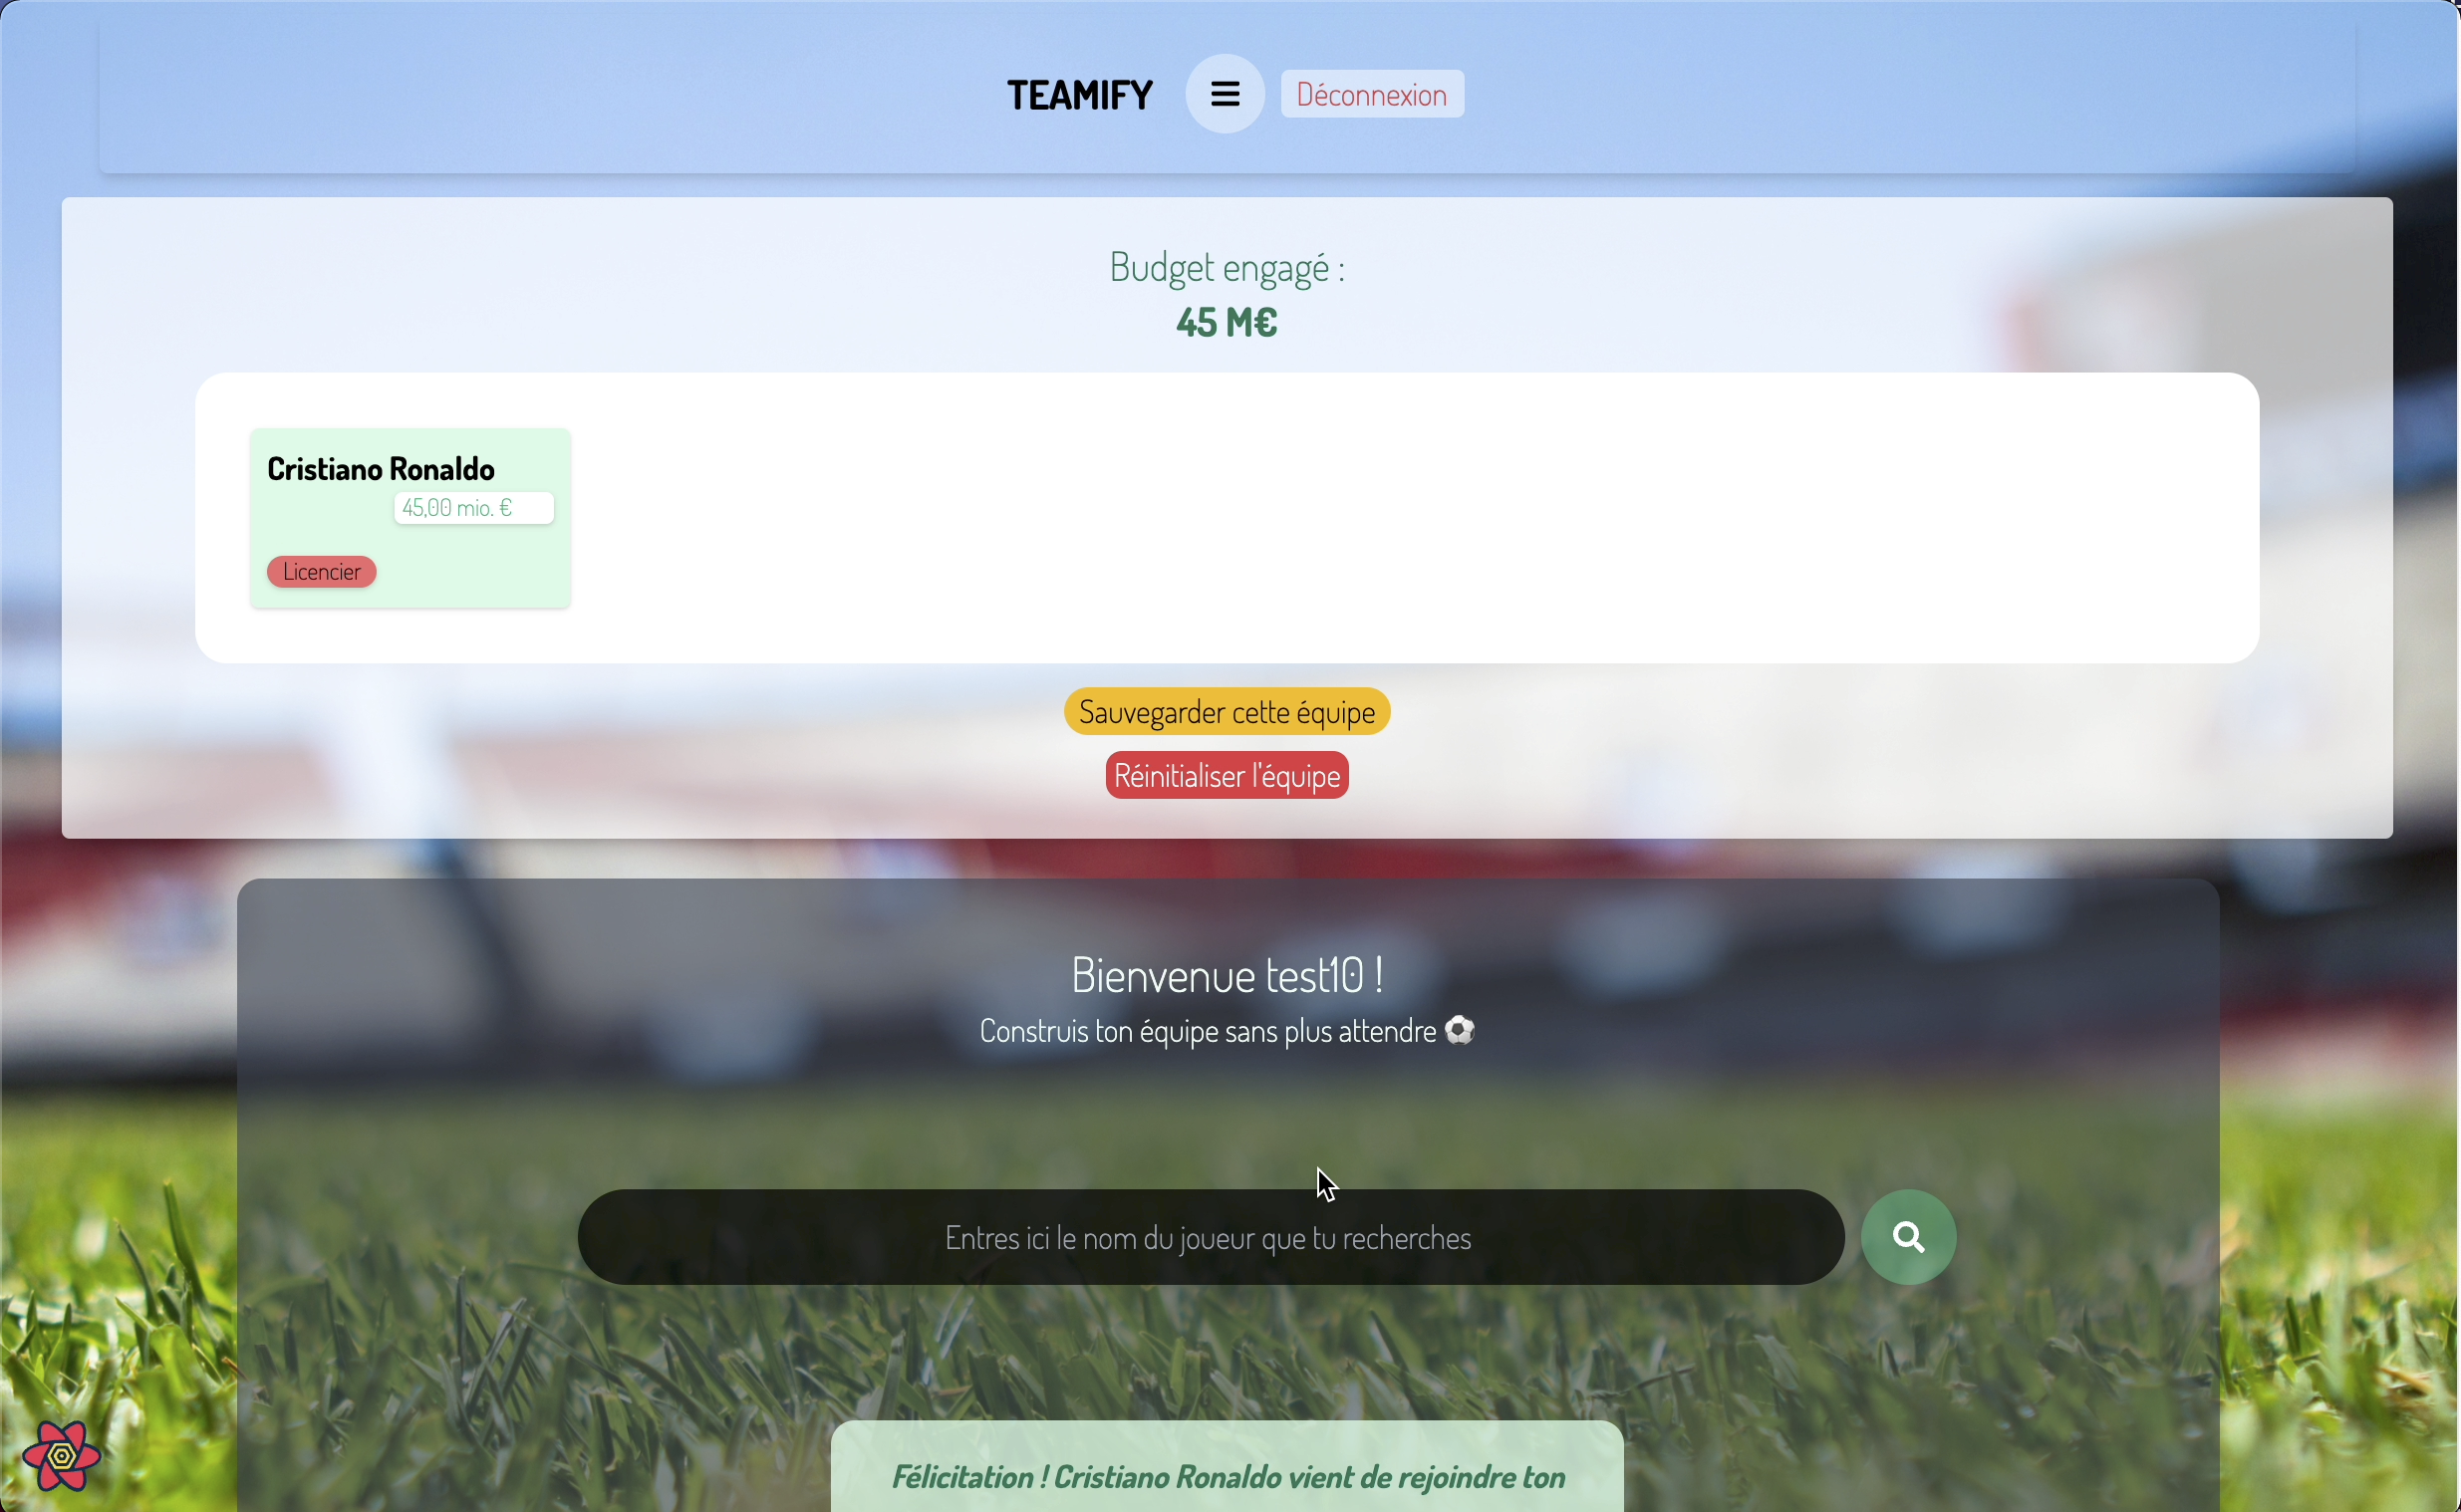 TEAMIFY
Déconnexion
Budget engagé :
45 M€
Cristiano Ronaldo
45,00 mio. €
Licencier
Sauvegarder cette équipe
Réinitialiser l'équipe
Bienvenue test10 !
Construis ton équipe sans plus attendre ⚽
Entres ici le nom du joueur que tu recherches
Félicitation ! Cristiano Ronaldo vient de rejoindre ton